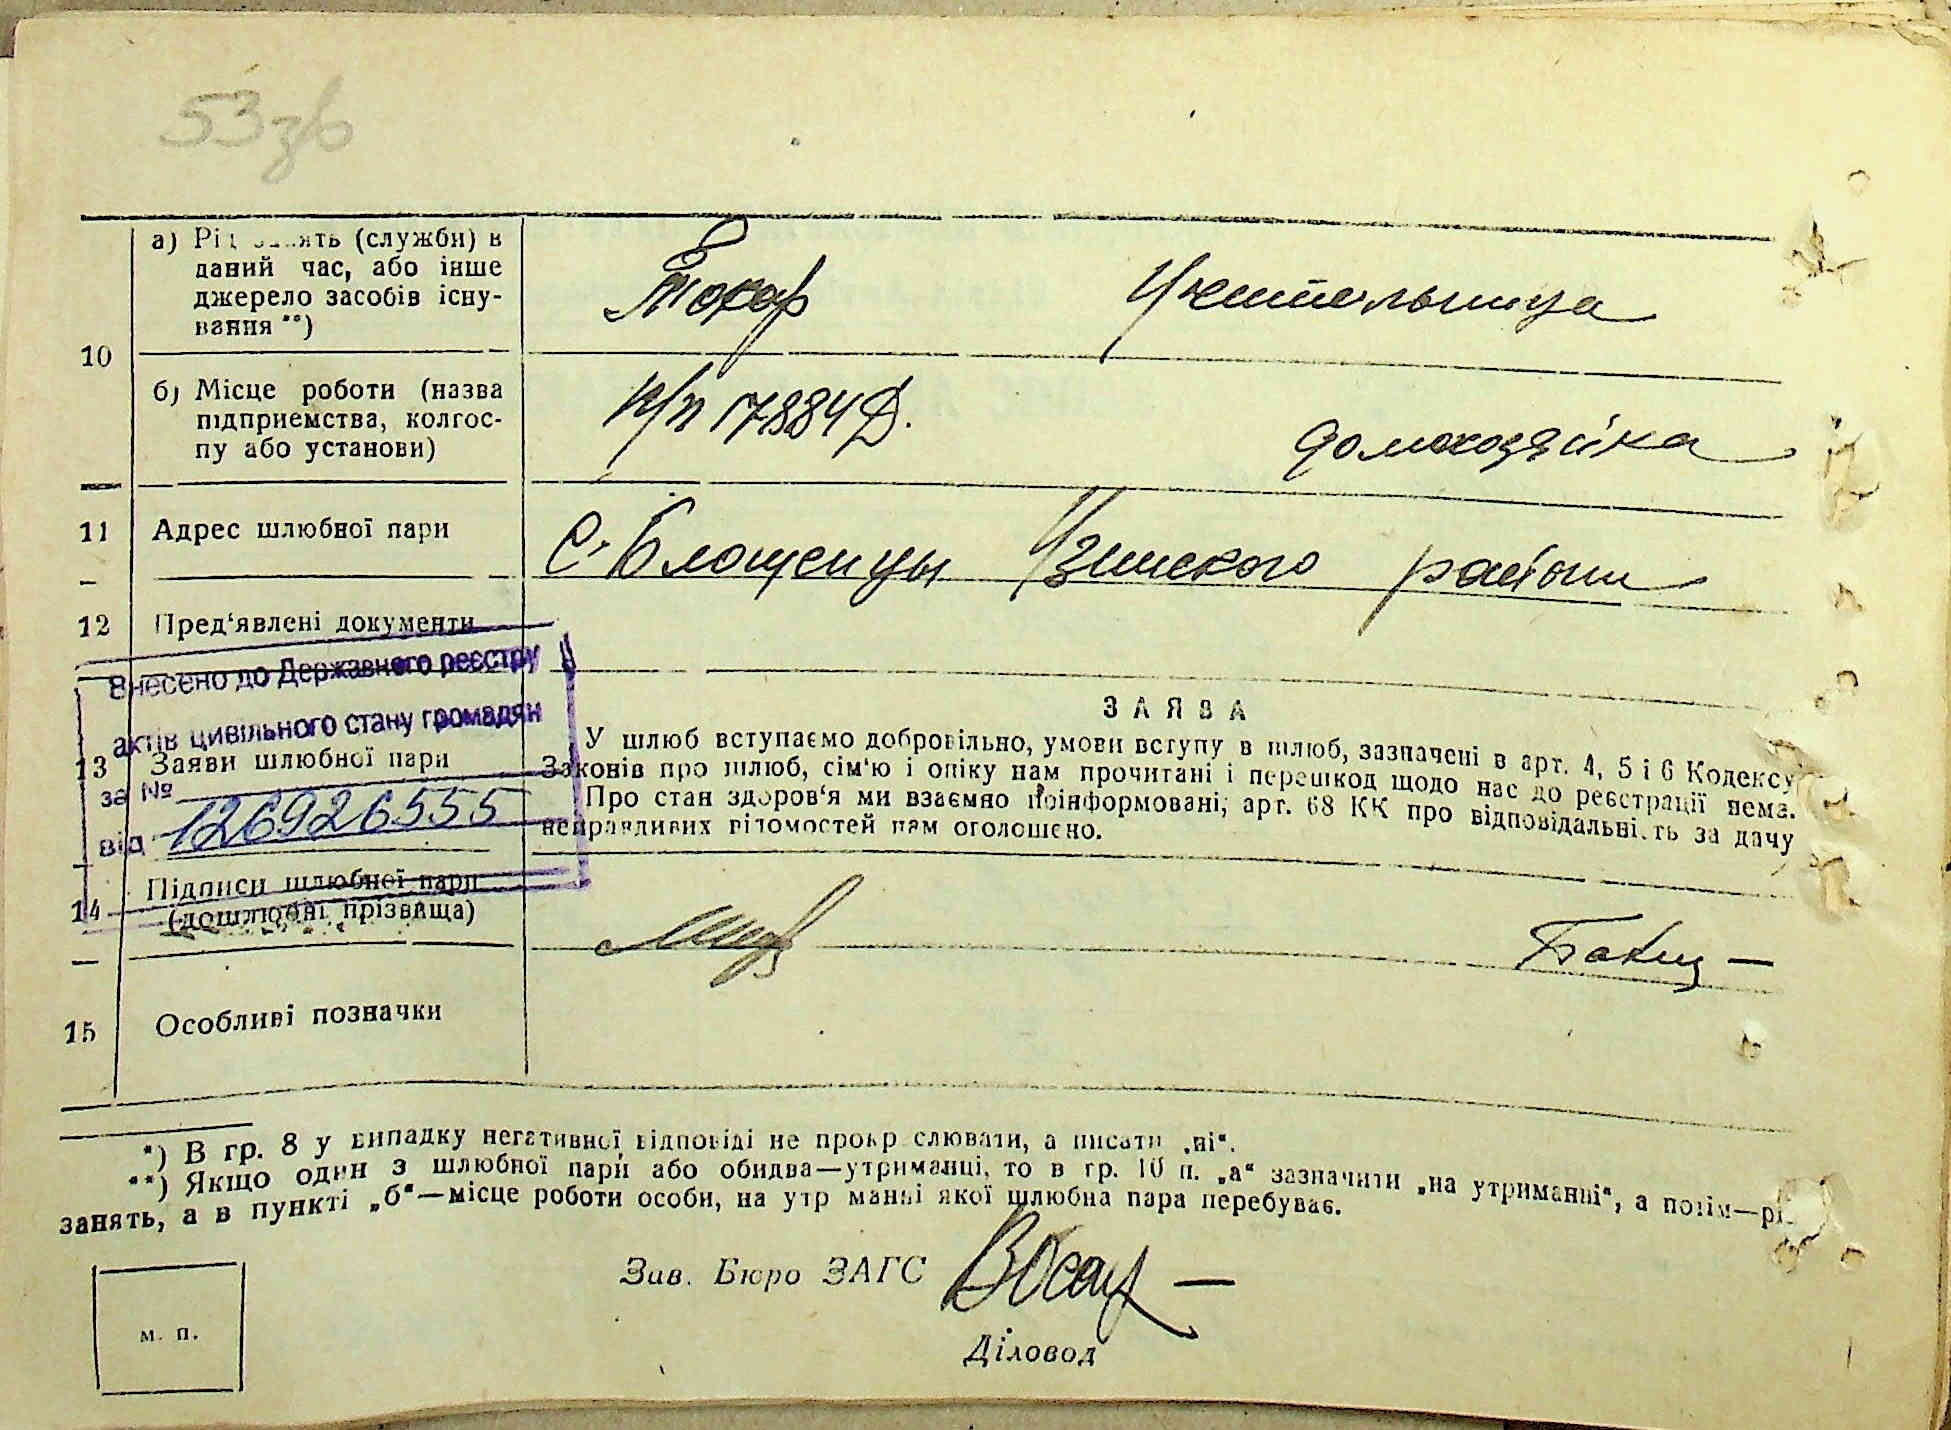 53зв
10
а) Рід занять (служби) в
даний час, або інше
джерело засобів існу-
вання **)
Токар
Учительница
б) Місце роботи (назва
підприємства, колгос-
пу або установи)
п/п 17884Д.
домохозяйка
11 Адрес шлюбної пари
С. Блощенцы Узинского района
12 Пред'явлені документи
Внесено до Державного реєстру
актів цивільного стану громадян
за №
126926555
від
13 Заяви шлюбної пари
ЗАЯВА
У шлюб вступаємо добровільно, умови вступу в шлюб, зазначені в арт. 4, 5 і 6 Кодексу
Законів про шлюб, сім'ю і опіку нам прочитані і перешкод щодо нас до реєстрації нема.
Про стан здоров'я ми взаємно поінформовані, арт. 68 КК про відповідальність за дачу
неправдивих відомостей нам оголошено.
14 Підписи шлюбної пари
(дошлюбні прізвища)
15 Особливі позначки
*) В гр. 8 у випадку негативної відповіді не прокреслювати, а писати „ні“.
**) Якщо один з шлюбної пари або обидва—утриманці, то в гр. 10 п. „а“ зазначити „на утриманні“, а потім—рі
занять, а в пункті „б“—місце роботи особи, на утриманні якої шлюбна пара перебуває.
Зав. Бюро ЗАГС
Діловод
м. п.